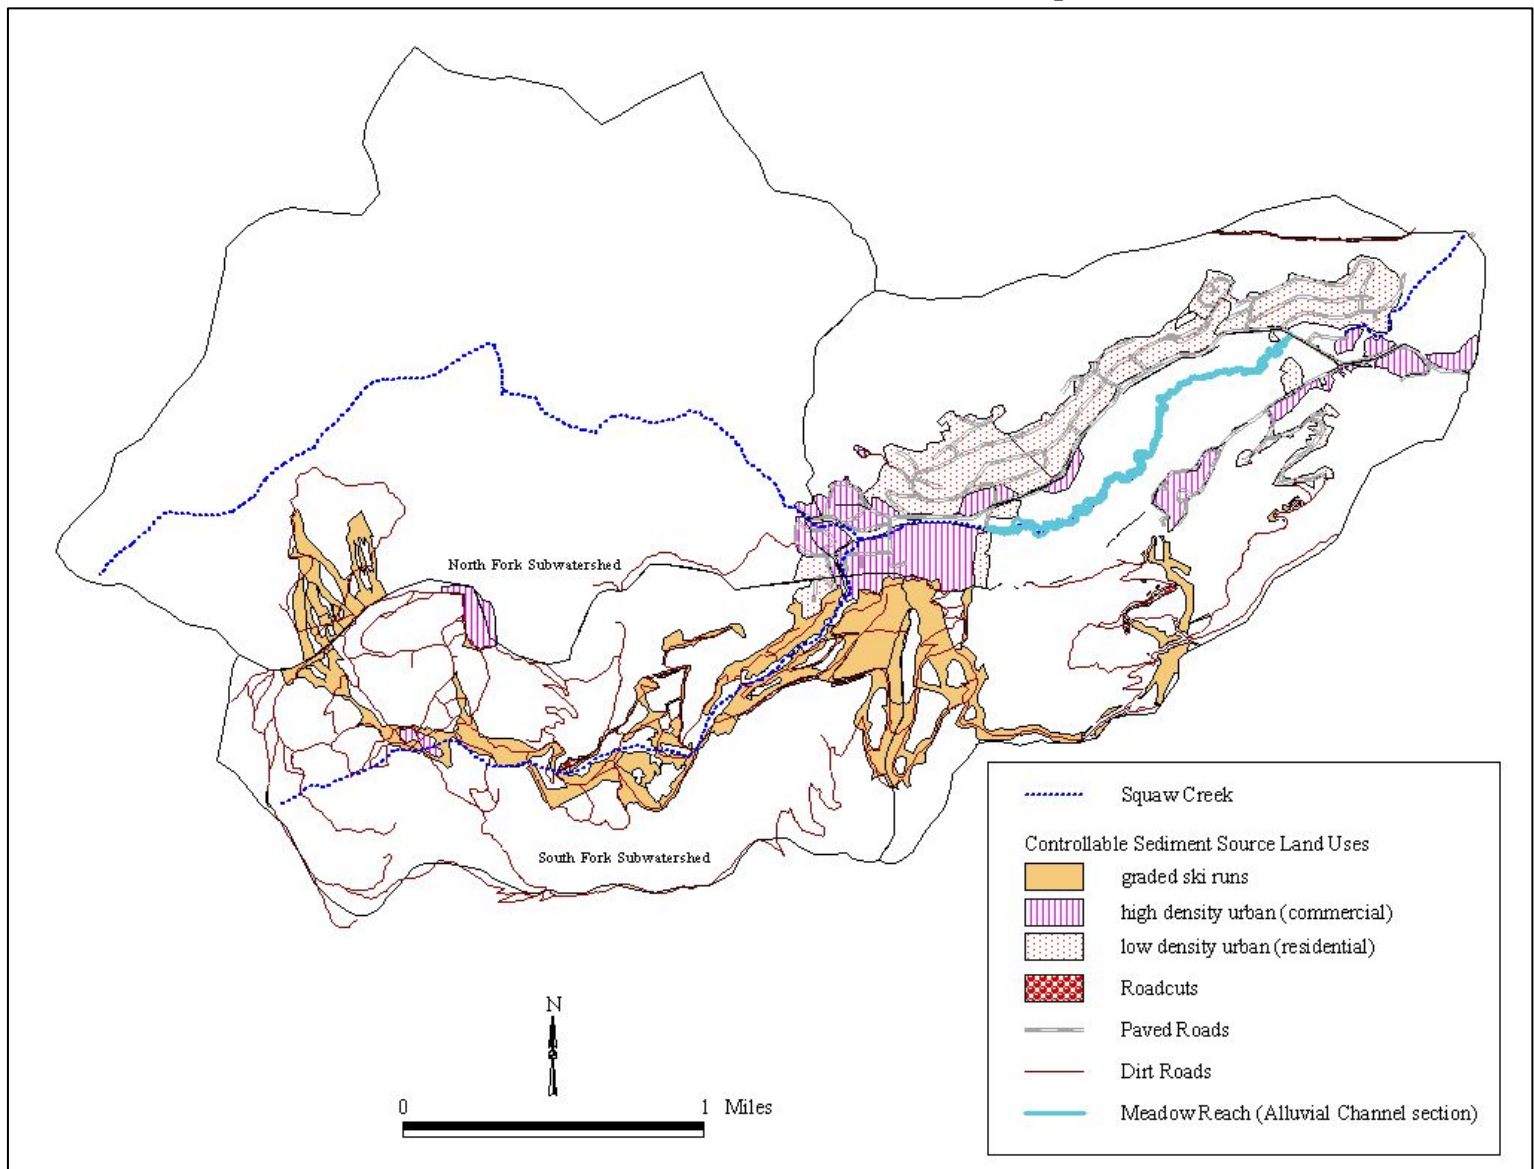 North Fork Subwatershed
South Fork Subwatershed
Squaw Creek
Controllable Sediment Source Land Uses
graded ski runs
high density urban (commercial)
low density urban (residential)
Roadcuts
Paved Roads
Dirt Roads
Meadow Reach (Alluvial Channel section)
N
0 1 Miles